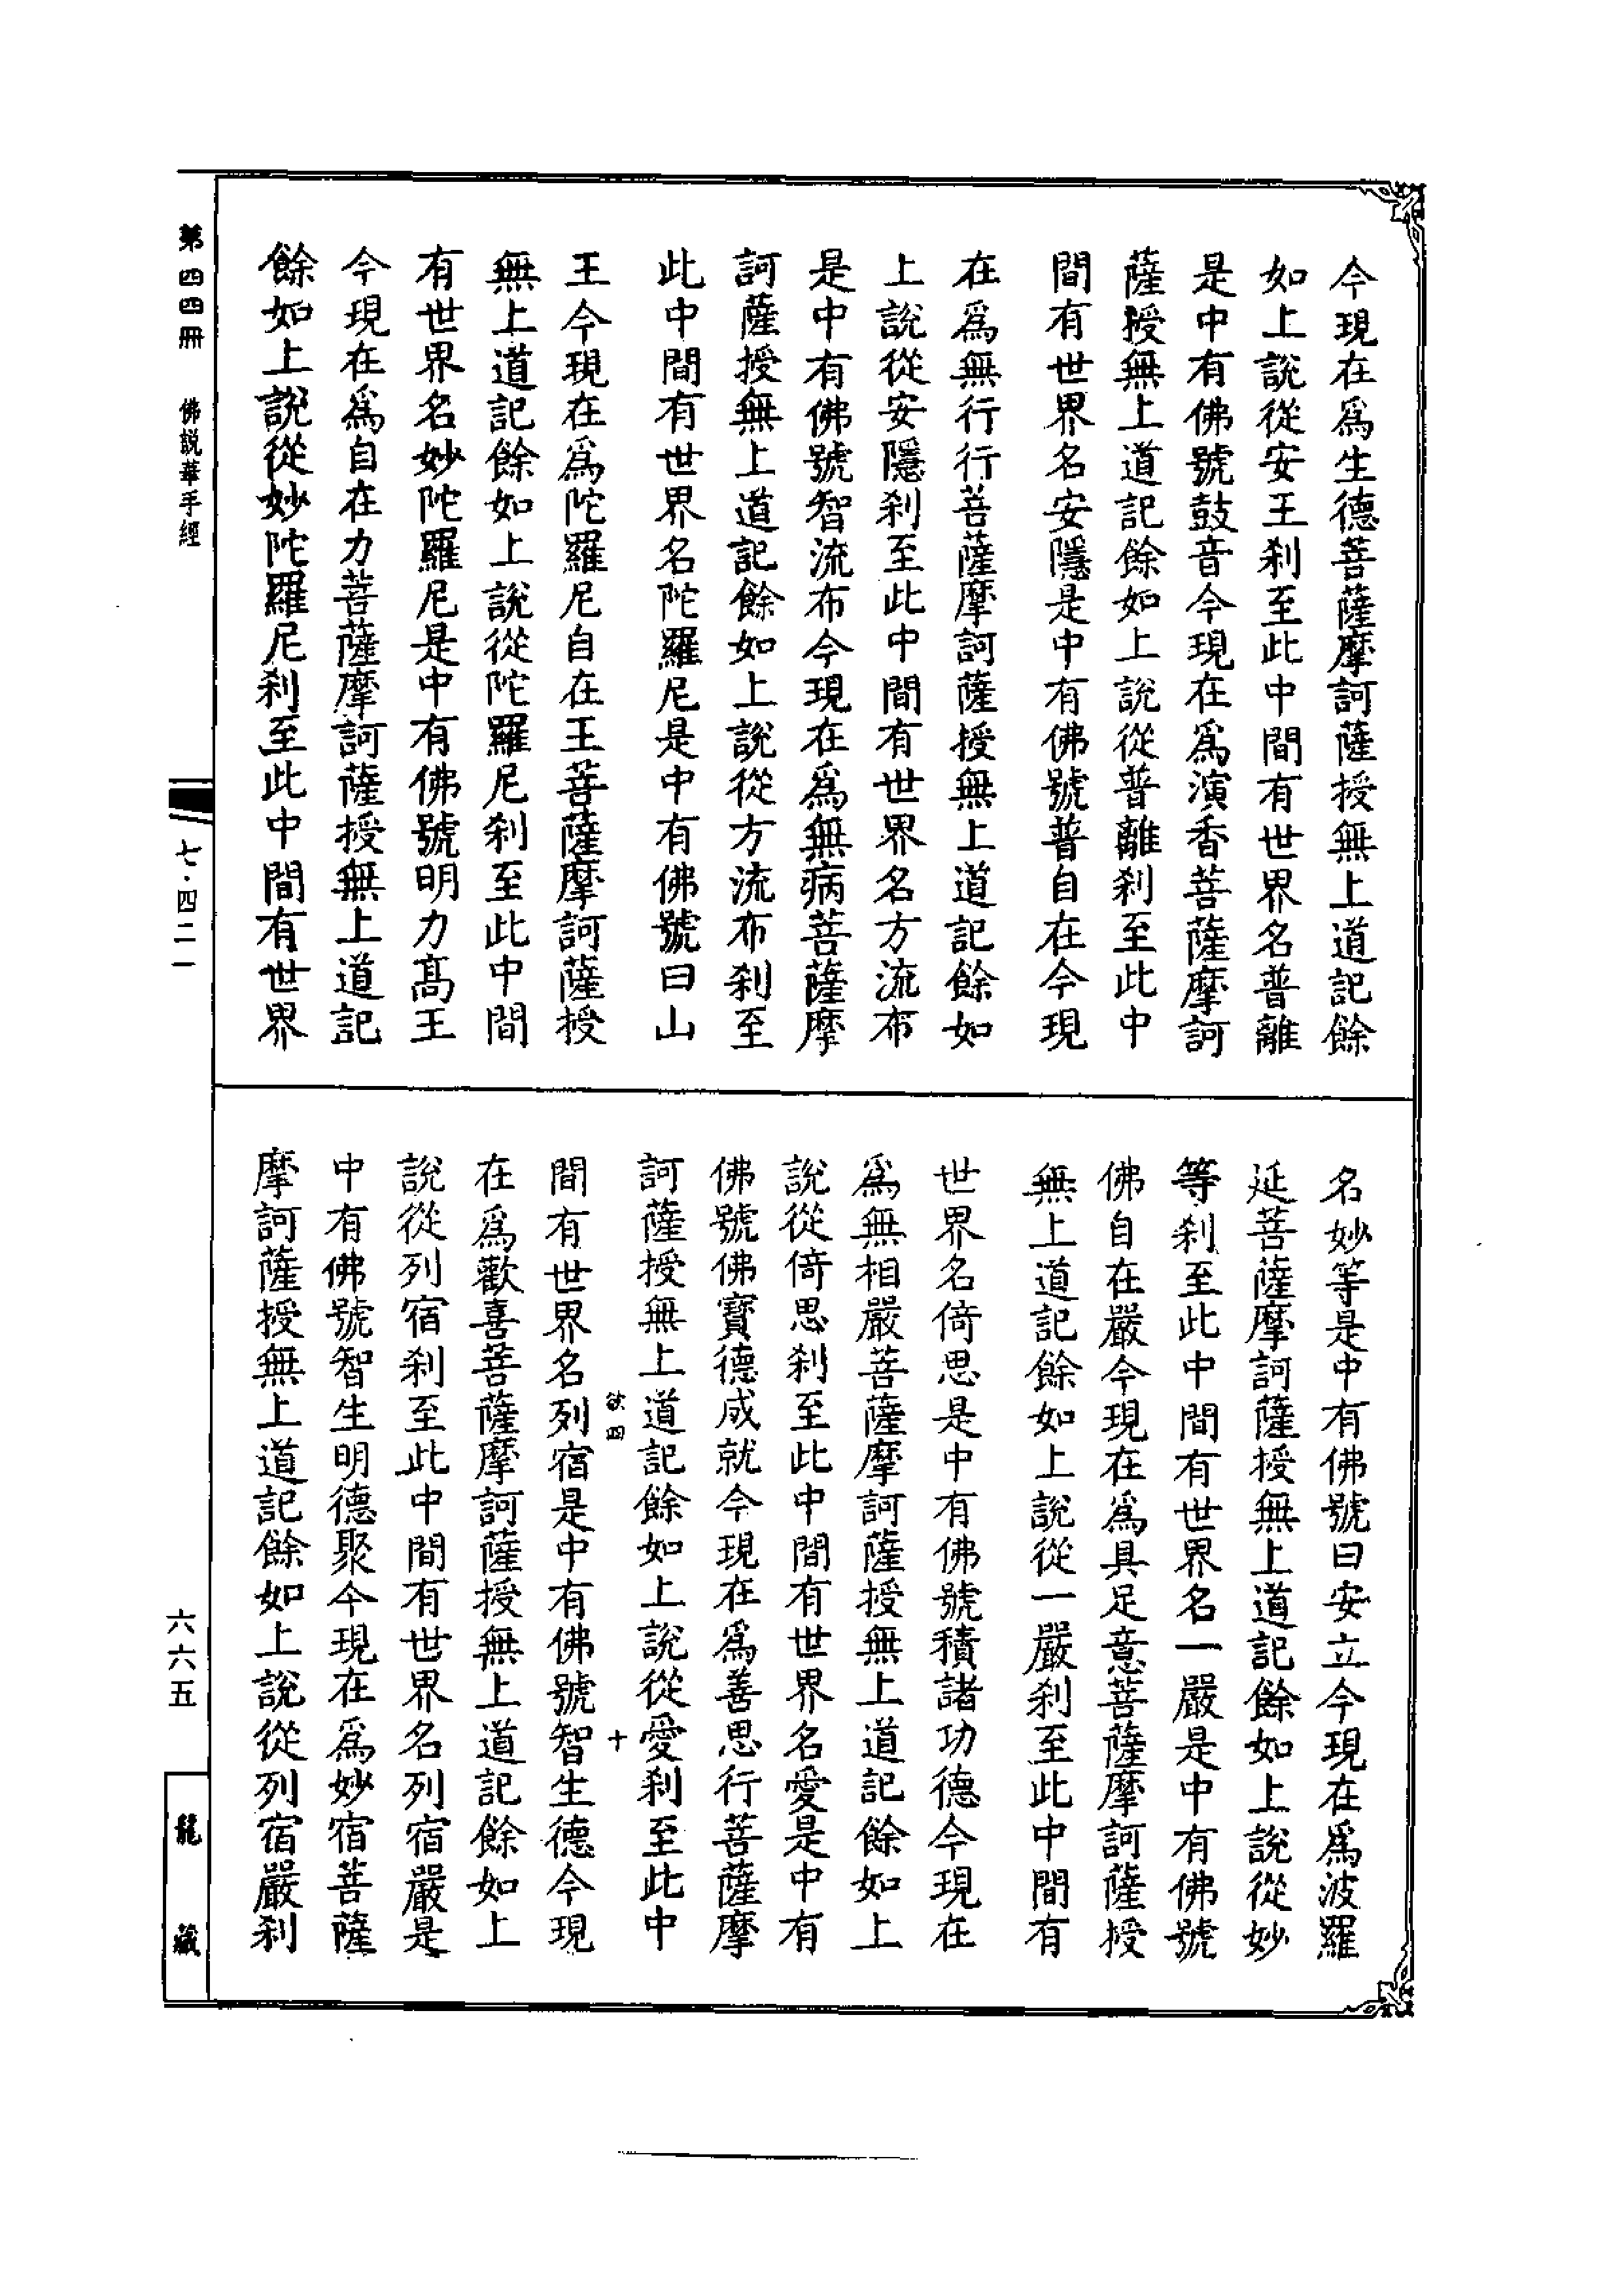 今現在爲生德菩薩摩訶薩授無上道記餘
如上說從安王刹至此中間有世界名普離
是中有佛號鼓音今現在爲演香菩薩摩訶
薩授無上道記餘如上說從普離刹至此中
間有世界名安隱是中有佛號普自在今現
在爲無行行菩薩摩訶薩授無上道記餘如
上說從安隱刹至此中間有世界名方流布
是中有佛號智流布今現在爲無病菩薩摩
訶薩授無上道記餘如上說從方流布刹至
此中間有世界名陀羅尼是中有佛號曰山
王今現在爲陀羅尼自在王菩薩摩訶薩授
無上道記餘如上說從陀羅尼刹至此中間
有世界名妙陀羅尼是中有佛號明力高王
今現在爲自在力菩薩摩訶薩授無上道記
餘如上說從妙陀羅尼刹至此中間有世界
名妙等是中有佛號曰安立今現在爲波羅
延菩薩摩訶薩授無上道記餘如上說從妙
等刹至此中間有世界名一嚴是中有佛號
佛自在嚴今現在爲具足意菩薩摩訶薩授
無上道記餘如上說從一嚴刹至此中間有
世界名倚思是中有佛號積諸功德今現在
爲無相嚴菩薩摩訶薩授無上道記餘如上
說從倚思刹至此中間有世界名愛是中有
佛號佛寳德成就今現在爲善思行菩薩摩
訶薩授無上道記餘如上說從愛刹至此中
欲四 十
間有世界名列宿是中有佛號智生德今現
在爲歡喜菩薩摩訶薩授無上道記餘如上
說從列宿刹至此中間有世界名列宿嚴是
中有佛號智生明德聚今現在爲妙宿菩薩
摩訶薩授無上道記餘如上說從列宿嚴刹
第四四冊 佛説華手經
七·四二一
六六五
龍藏